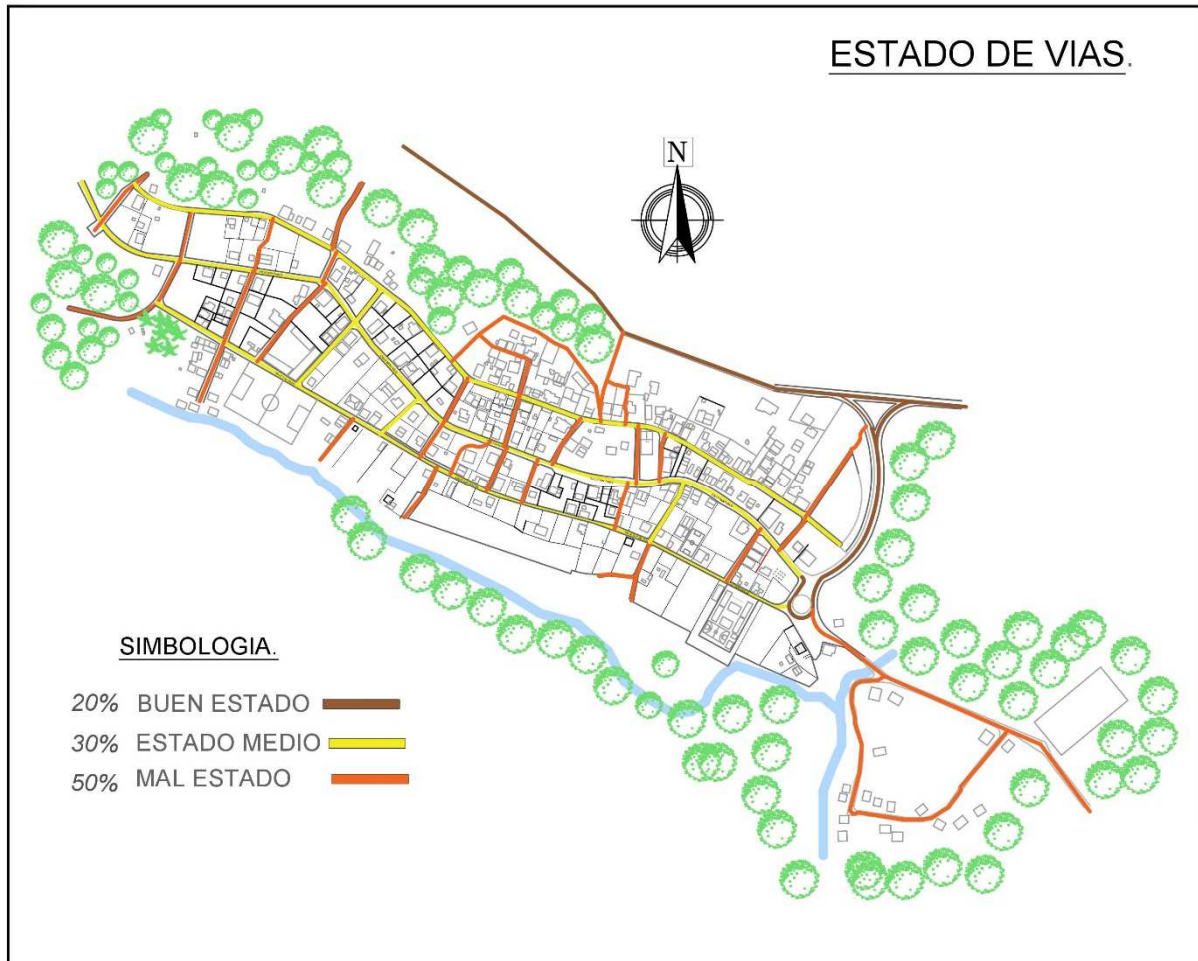 ESTADO DE VIAS.
N
SIMBOLOGIA.
20% BUEN ESTADO
30% ESTADO MEDIO
50% MAL ESTADO